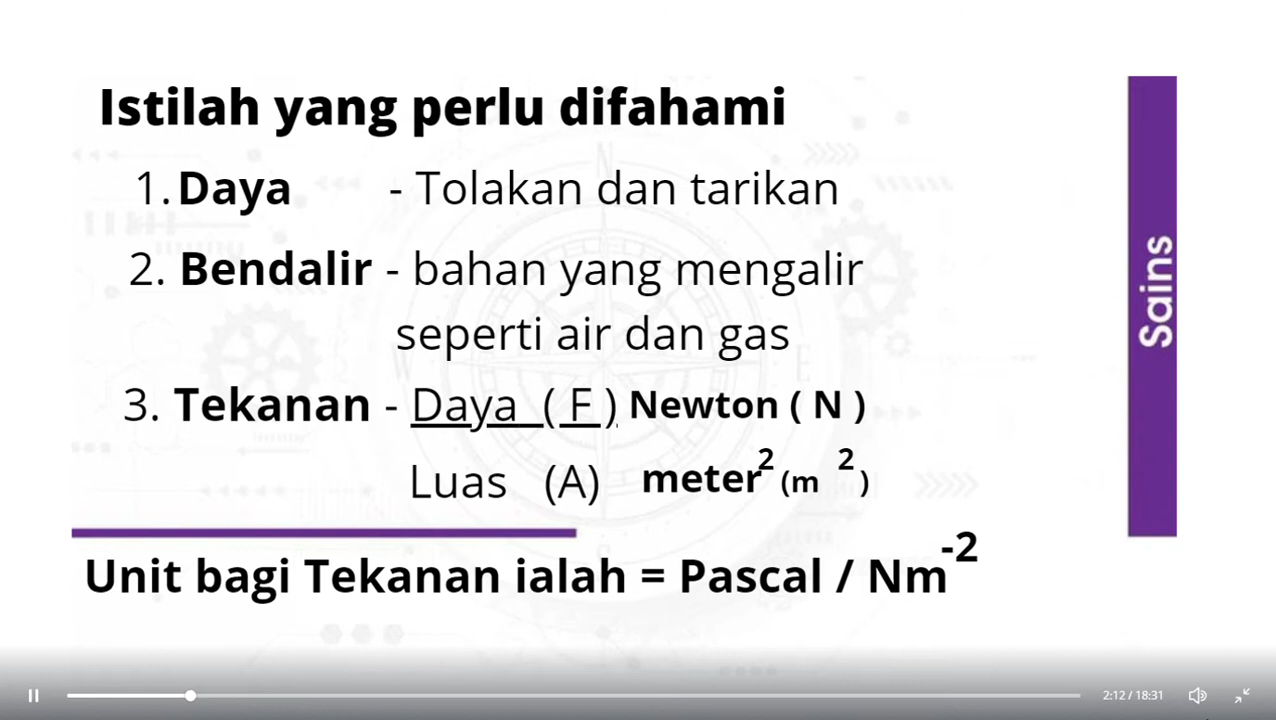 Istilah yang perlu difahami
1. Daya - Tolakan dan tarikan
2. Bendalir - bahan yang mengalir
seperti air dan gas
3. Tekanan - Daya ( F ) Newton ( N )
Luas (A) meter² (m ²)
Unit bagi Tekanan ialah = Pascal / Nm⁻²
Sains
2:12 / 18:31